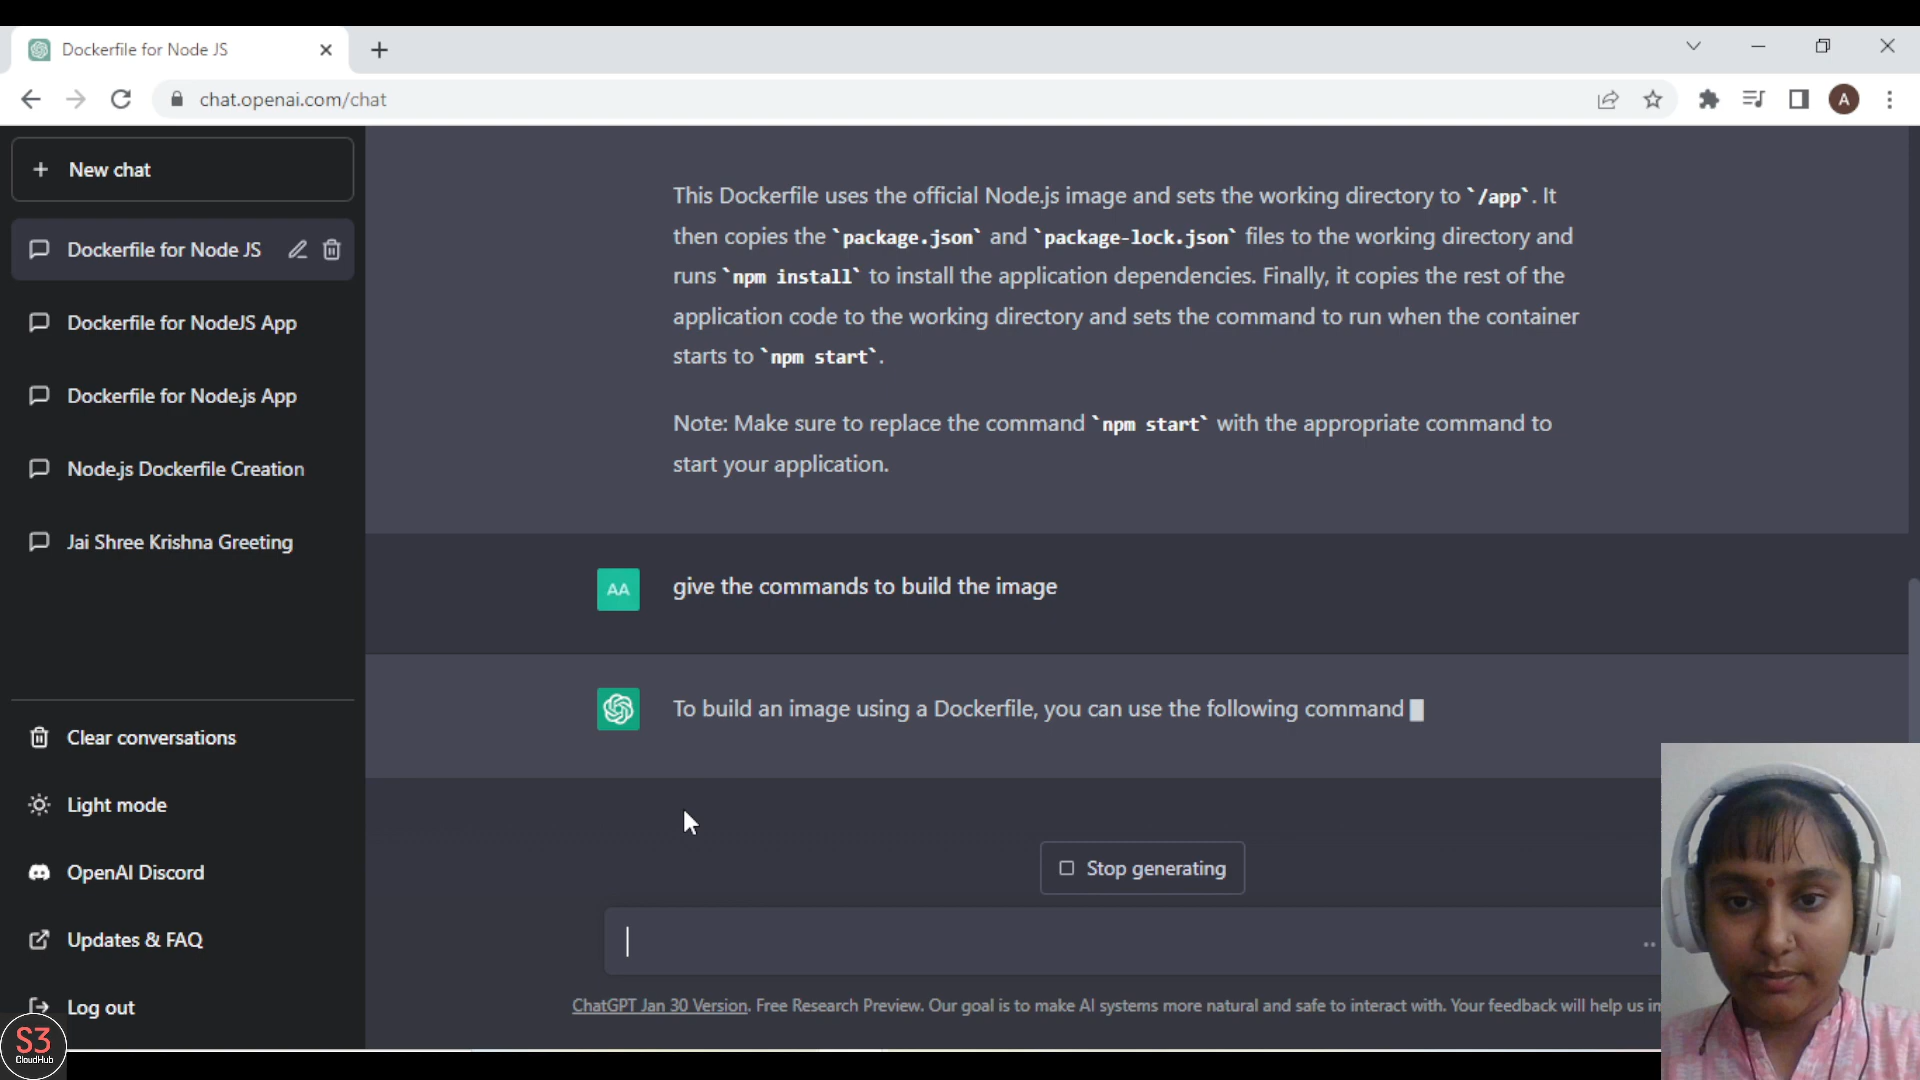 Dockerfile for Node JS
chat.openai.com/chat
A
+ New chat
Dockerfile for Node JS
Dockerfile for NodeJS App
Dockerfile for Node.js App
Node.js Dockerfile Creation
Jai Shree Krishna Greeting
Clear conversations
Light mode
OpenAI Discord
Updates & FAQ
Log out
S3
CloudHub
This Dockerfile uses the official Node.js image and sets the working directory to `/app`. It
then copies the `package.json` and `package-lock.json` files to the working directory and
runs `npm install` to install the application dependencies. Finally, it copies the rest of the
application code to the working directory and sets the command to run when the container
starts to `npm start`.
Note: Make sure to replace the command `npm start` with the appropriate command to
start your application.
AA
give the commands to build the image
To build an image using a Dockerfile, you can use the following command
Stop generating
ChatGPT Jan 30 Version. Free Research Preview. Our goal is to make AI systems more natural and safe to interact with. Your feedback will help us